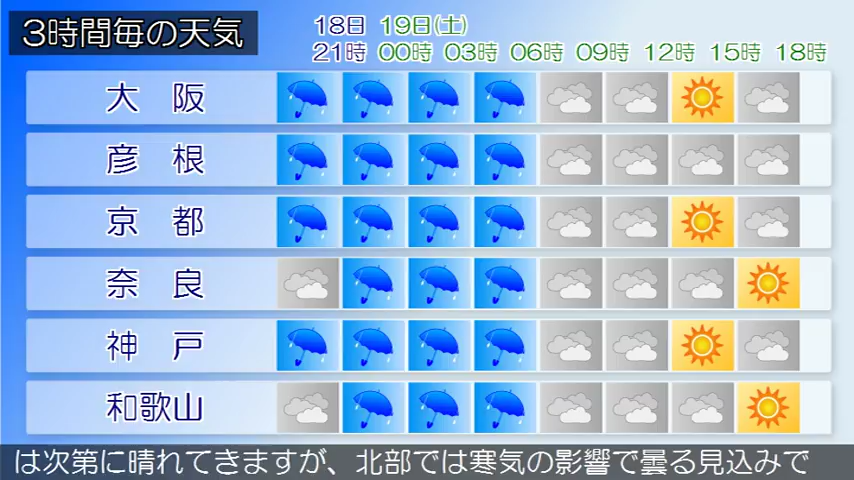 3時間毎の天気
18日 19日(土)
21時 00時 03時 06時 09時 12時 15時 18時
大 阪
彦 根
京 都
奈 良
神 戸
和歌山
は次第に晴れてきますが、北部では寒気の影響で曇る見込みで